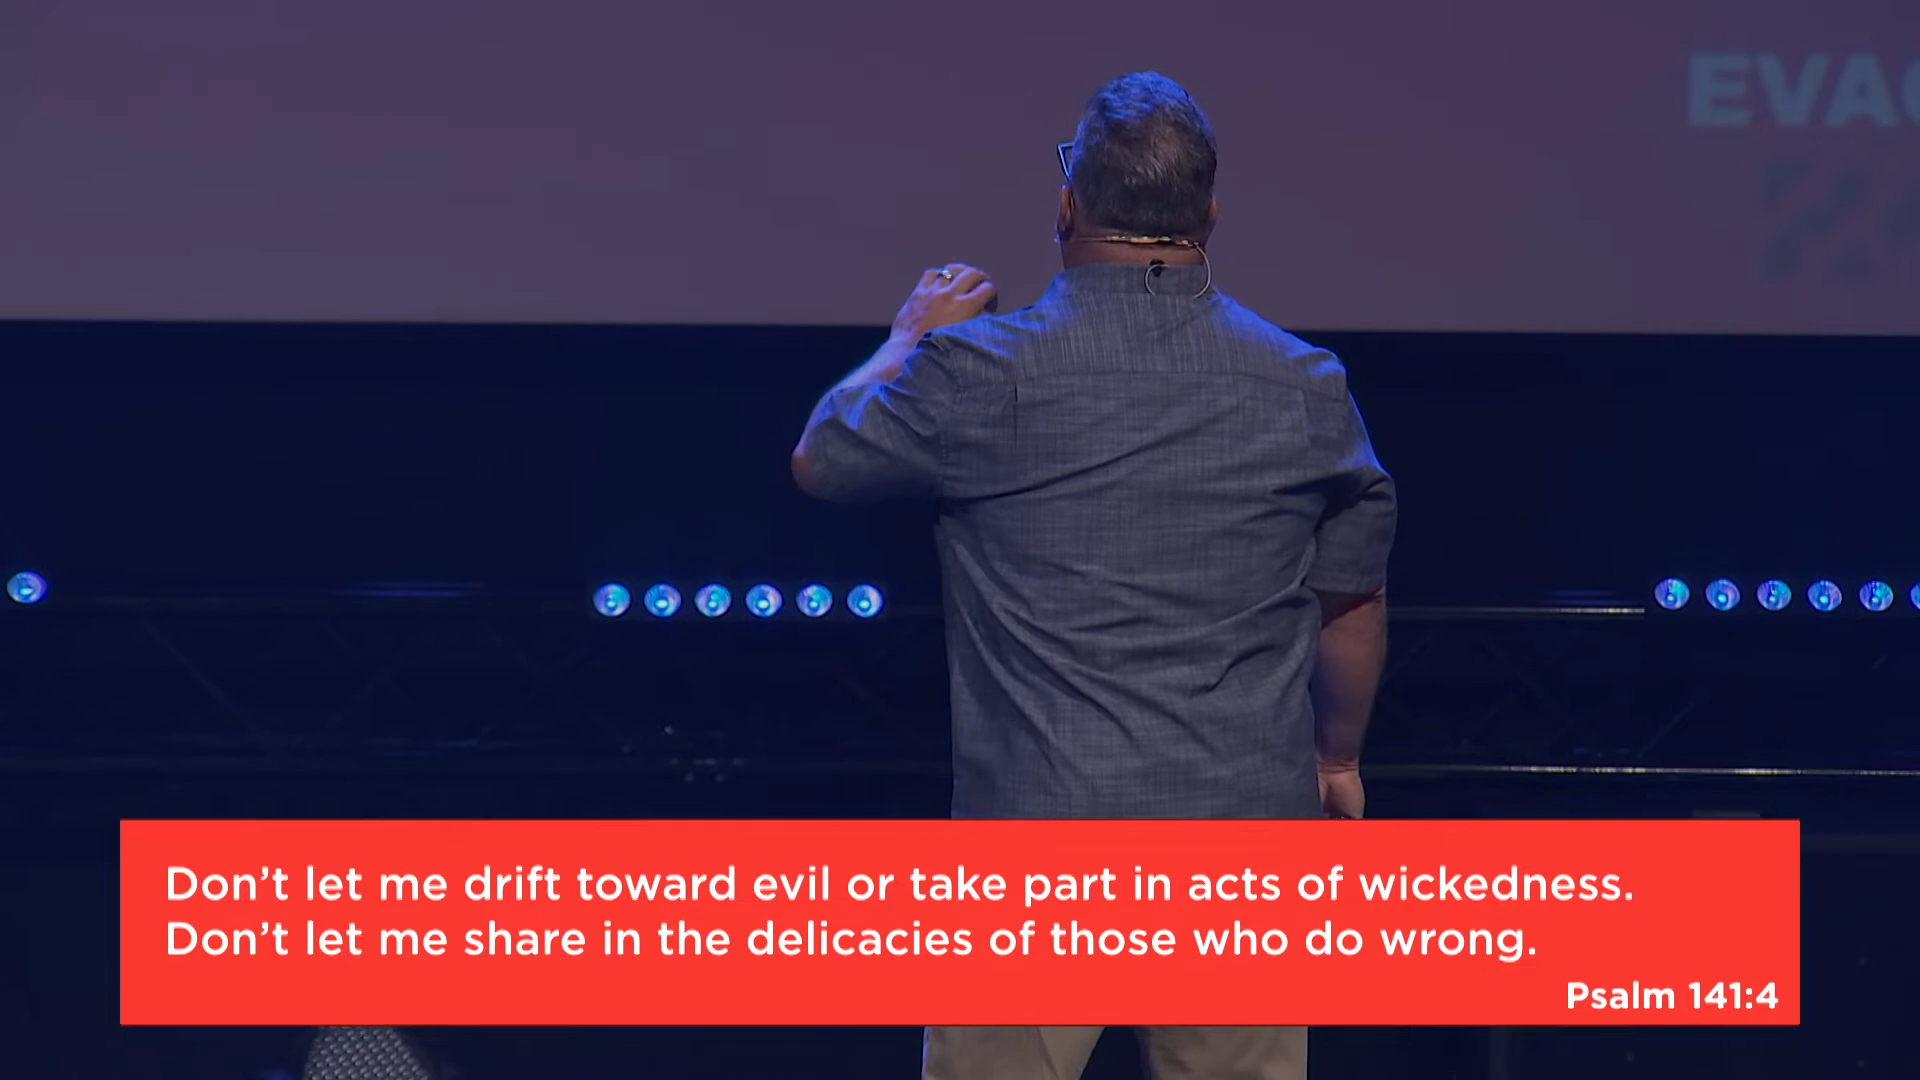 EVAC
Don't let me drift toward evil or take part in acts of wickedness.
Don't let me share in the delicacies of those who do wrong.
Psalm 141:4